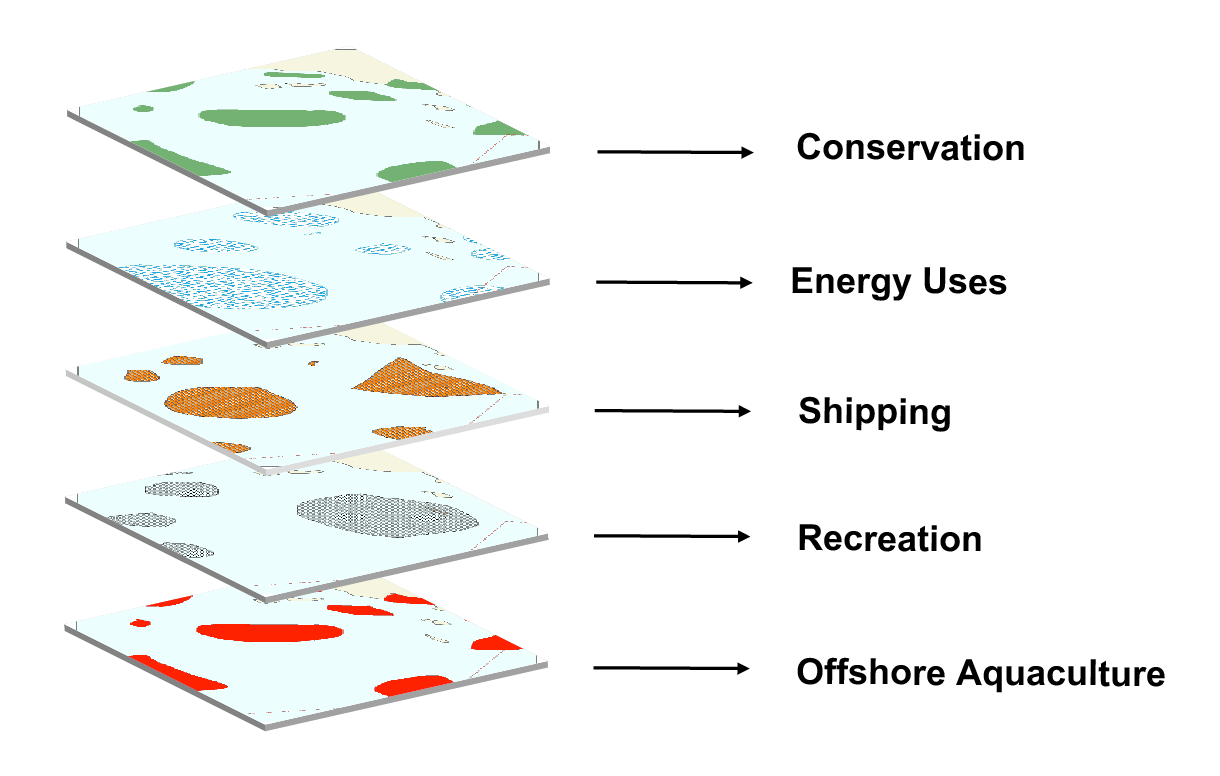 Conservation
Energy Uses
Shipping
Recreation
Offshore Aquaculture